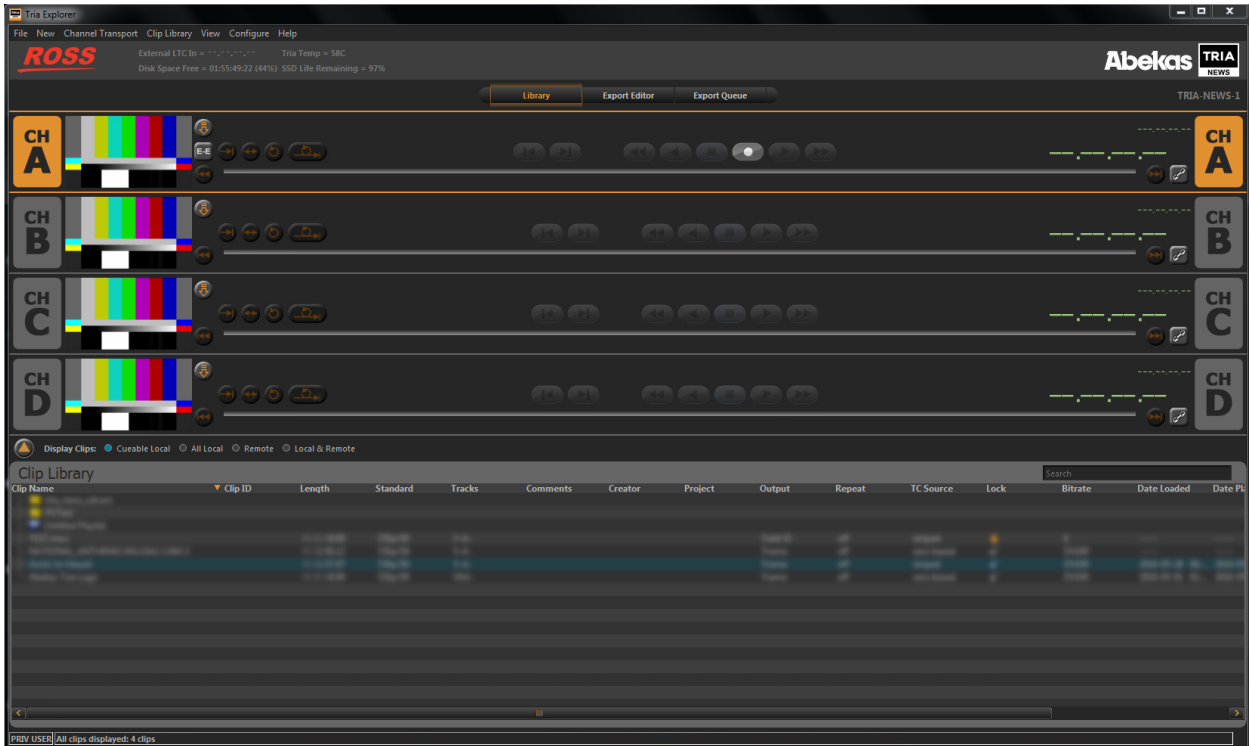 Tria Explorer
File New Channel Transport Clip Library View Configure Help
ROSS
External LTC In = --.--.--.-- Tria Temp = 58C
Disk Space Free = 01:55:49:22 (44%) SSD Life Remaining = 97%
Abekas TRIA NEWS
Library Export Editor Export Queue
TRIA-NEWS-1
CH A
E-E
CH A
CH B
CH B
CH C
CH C
CH D
CH D
Display Clips: Cueable Local All Local Remote Local & Remote
Clip Library
Search
Clip Name Clip ID Length Standard Tracks Comments Creator Project Output Repeat TC Source Lock Bitrate Date Loaded Date Pla
PRIV USER All clips displayed: 4 clips